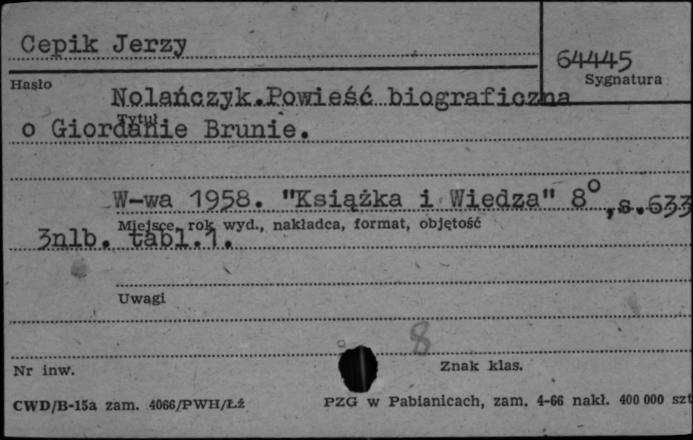 Cepik Jerzy
64445
Hasło
Sygnatura
Nolańczyk.Powieść biograficzna
Tytuł
o Giordanie Brunie.
W-wa 1958. "Książka i Wiedza" 8°,s.633
Miejsce, rok wyd., nakładca, format, objętość
3nlb. tabl.1.
Uwagi
8
Nr inw.
Znak klas.
CWD/B-15a zam. 4066/PWH/Łź
PZG w Pabianicach, zam. 4-66 nakł. 400 000 szt